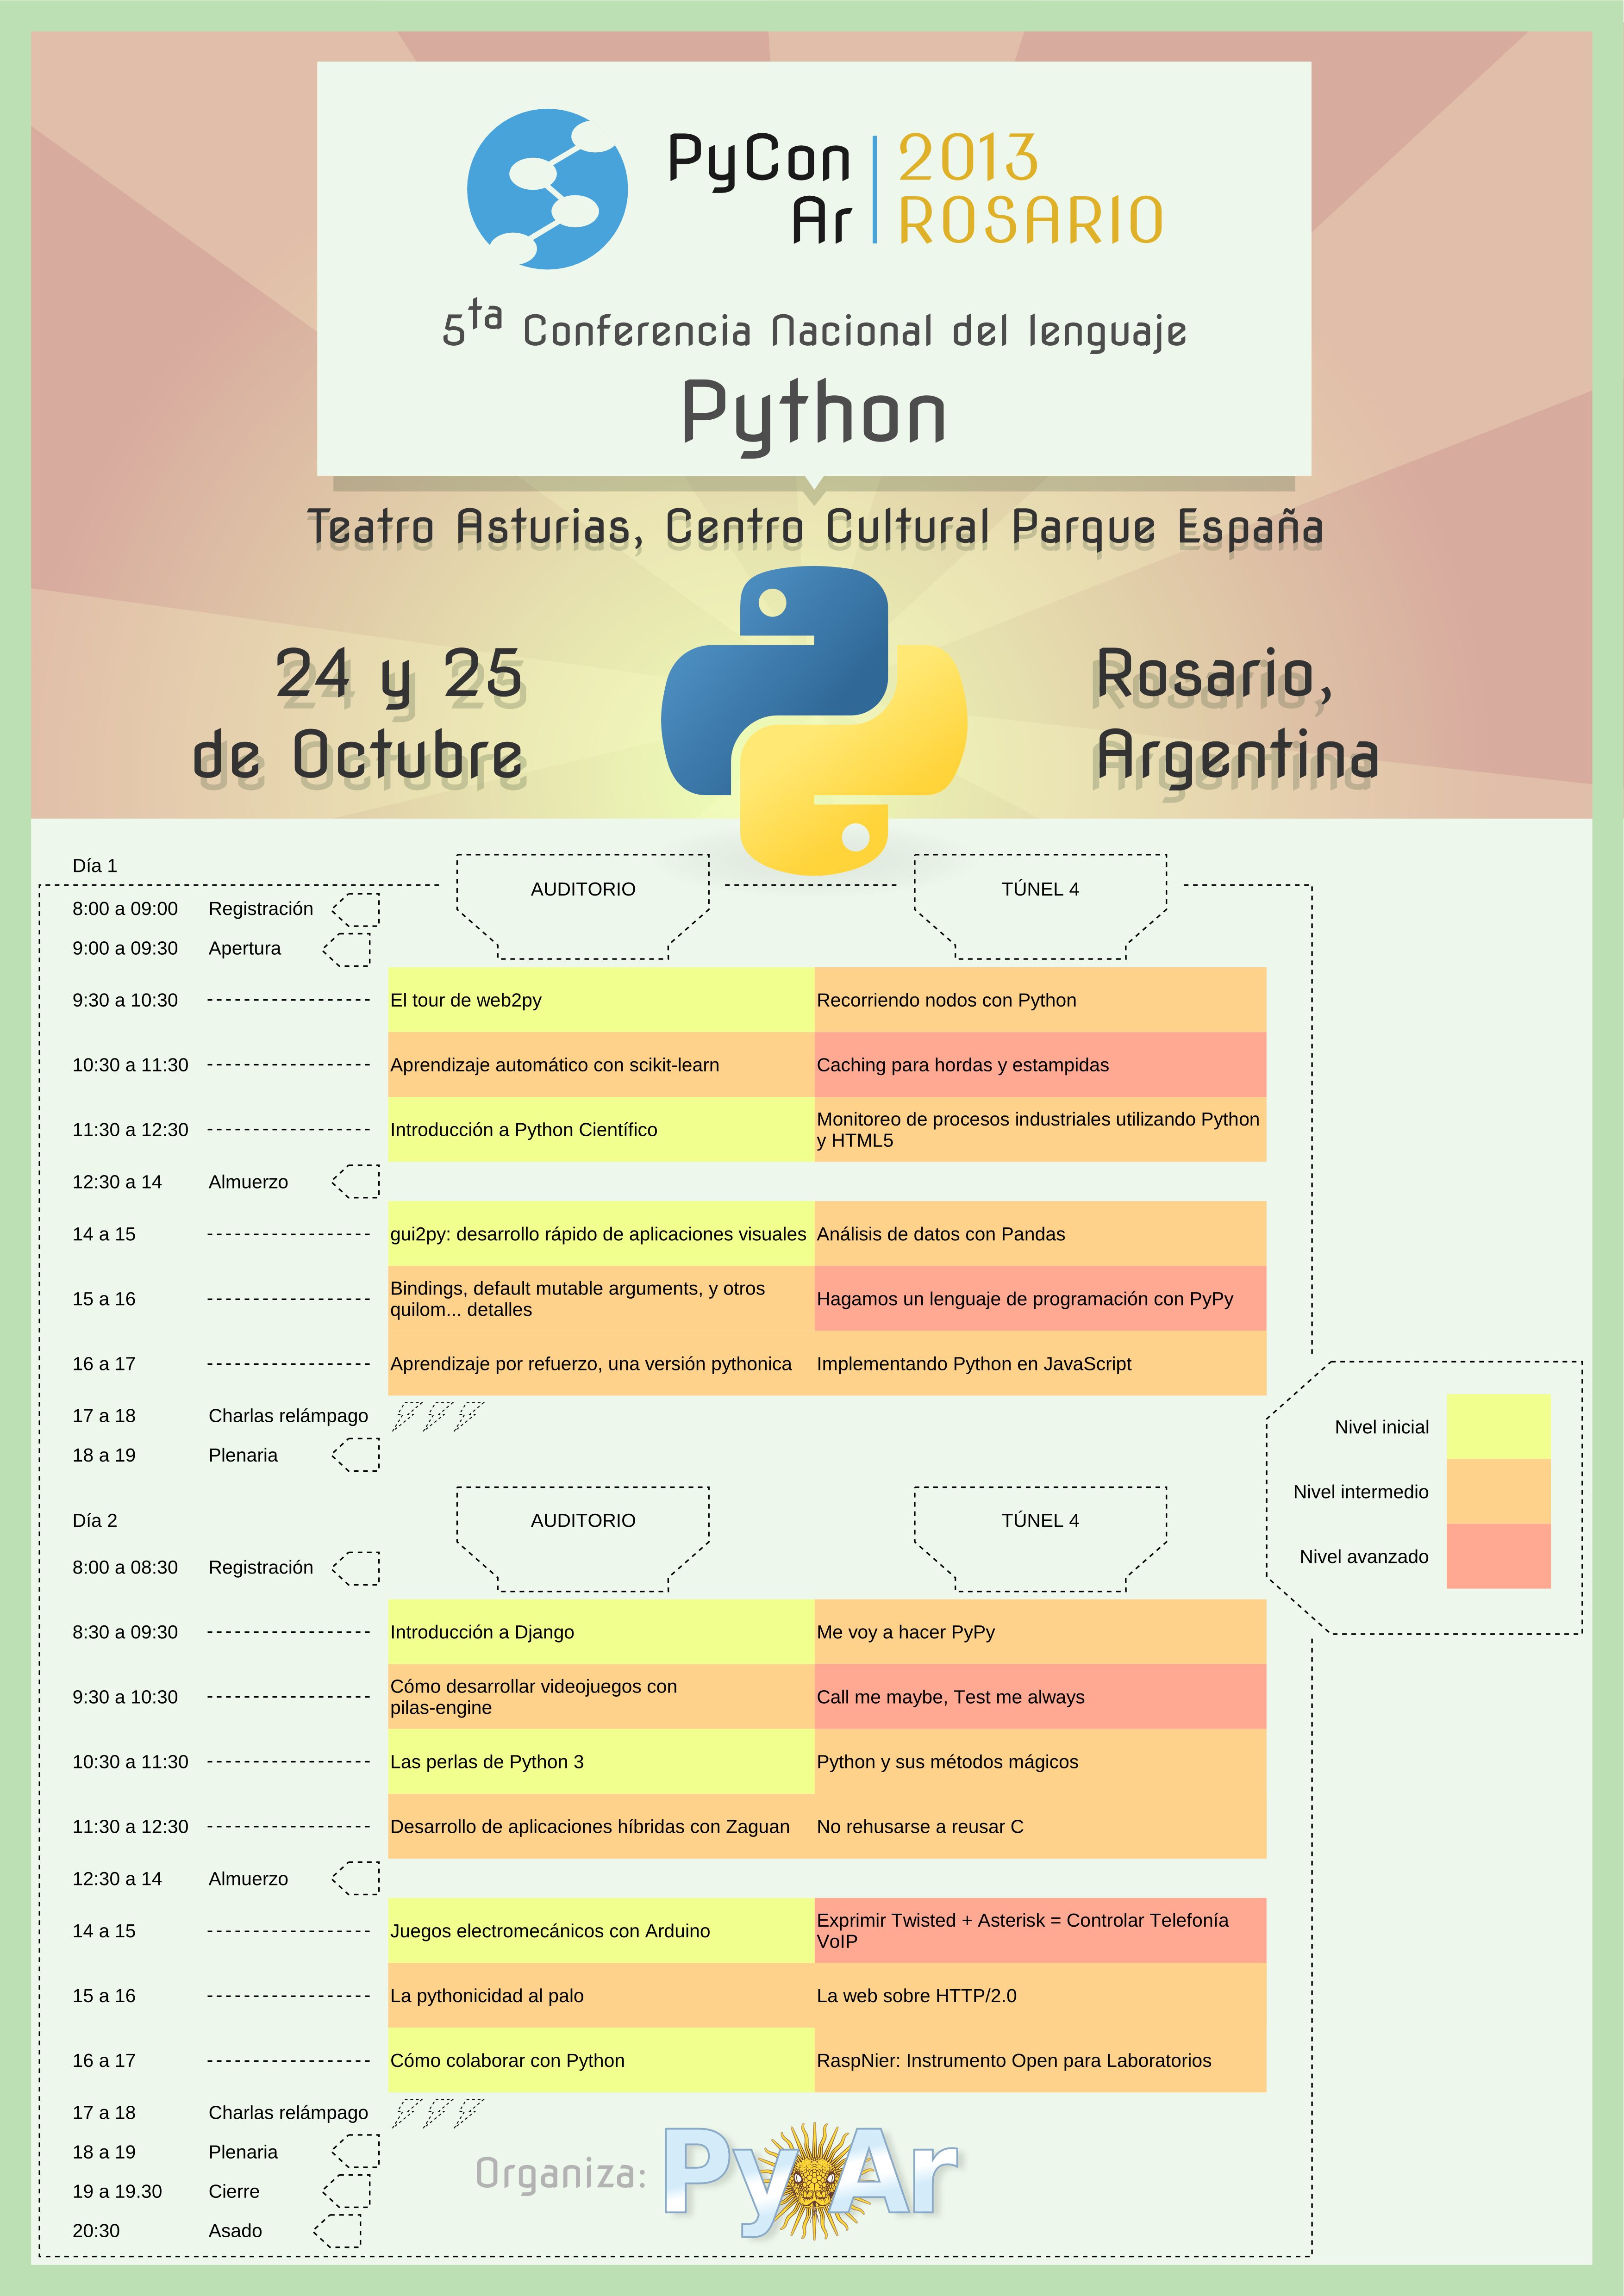 PyCon Ar | 2013 ROSARIO
5ta Conferencia Nacional del lenguaje
Python
Teatro Asturias, Centro Cultural Parque España
24 y 25
de Octubre
Rosario,
Argentina
Día 1
AUDITORIO
TÚNEL 4
8:00 a 09:00 Registración
9:00 a 09:30 Apertura
9:30 a 10:30 El tour de web2py Recorriendo nodos con Python
10:30 a 11:30 Aprendizaje automático con scikit-learn Caching para hordas y estampidas
11:30 a 12:30 Introducción a Python Científico Monitoreo de procesos industriales utilizando Python
y HTML5
12:30 a 14 Almuerzo
14 a 15 gui2py: desarrollo rápido de aplicaciones visuales Análisis de datos con Pandas
15 a 16 Bindings, default mutable arguments, y otros
quilom... detalles
Hagamos un lenguaje de programación con PyPy
16 a 17 Aprendizaje por refuerzo, una versión pythonica Implementando Python en JavaScript
17 a 18 Charlas relámpago
18 a 19 Plenaria
Nivel inicial
Nivel intermedio
Nivel avanzado
Día 2
AUDITORIO
TÚNEL 4
8:00 a 08:30 Registración
8:30 a 09:30 Introducción a Django Me voy a hacer PyPy
9:30 a 10:30 Cómo desarrollar videojuegos con
pilas-engine
Call me maybe, Test me always
10:30 a 11:30 Las perlas de Python 3 Python y sus métodos mágicos
11:30 a 12:30 Desarrollo de aplicaciones híbridas con Zaguan No rehusarse a reusar C
12:30 a 14 Almuerzo
14 a 15 Juegos electromecánicos con Arduino Exprimir Twisted + Asterisk = Controlar Telefonía
VoIP
15 a 16 La pythonicidad al palo La web sobre HTTP/2.0
16 a 17 Cómo colaborar con Python RaspNier: Instrumento Open para Laboratorios
17 a 18 Charlas relámpago
18 a 19 Plenaria
19 a 19.30 Cierre
20:30 Asado
Organiza: PyAr